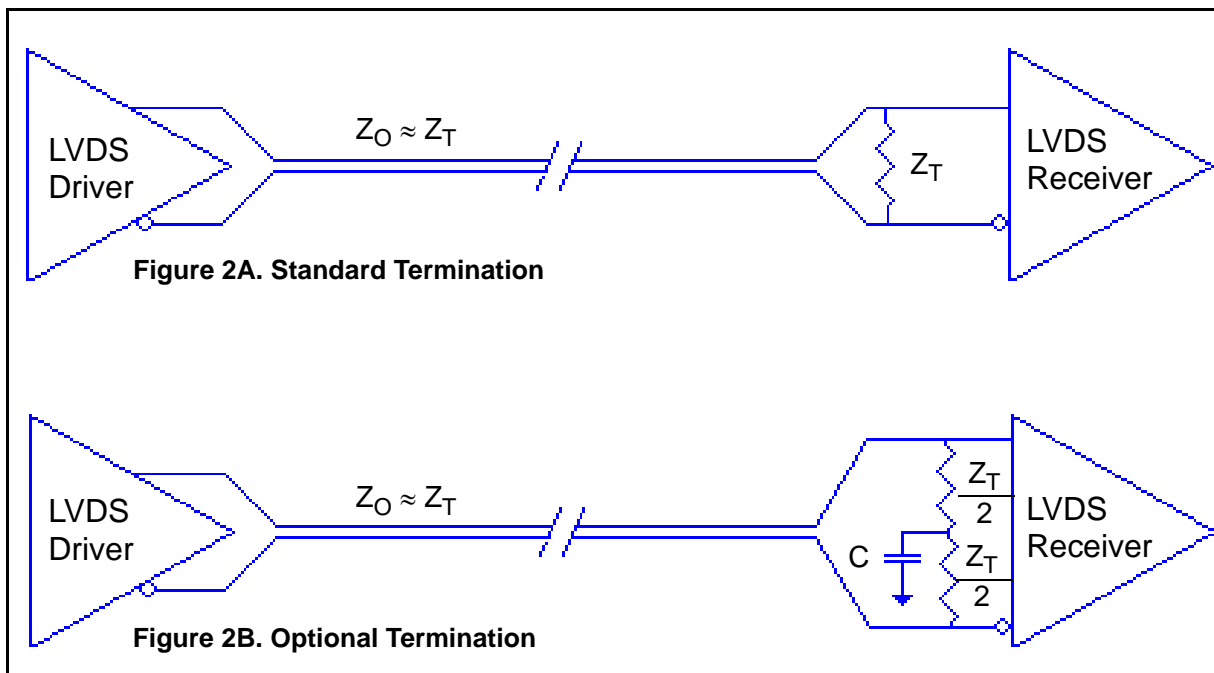 LVDS
Driver
Z_O ≈ Z_T
Z_T
LVDS
Receiver
Figure 2A. Standard Termination
LVDS
Driver
Z_O ≈ Z_T
C
Z_T
2
Z_T
2
LVDS
Receiver
Figure 2B. Optional Termination